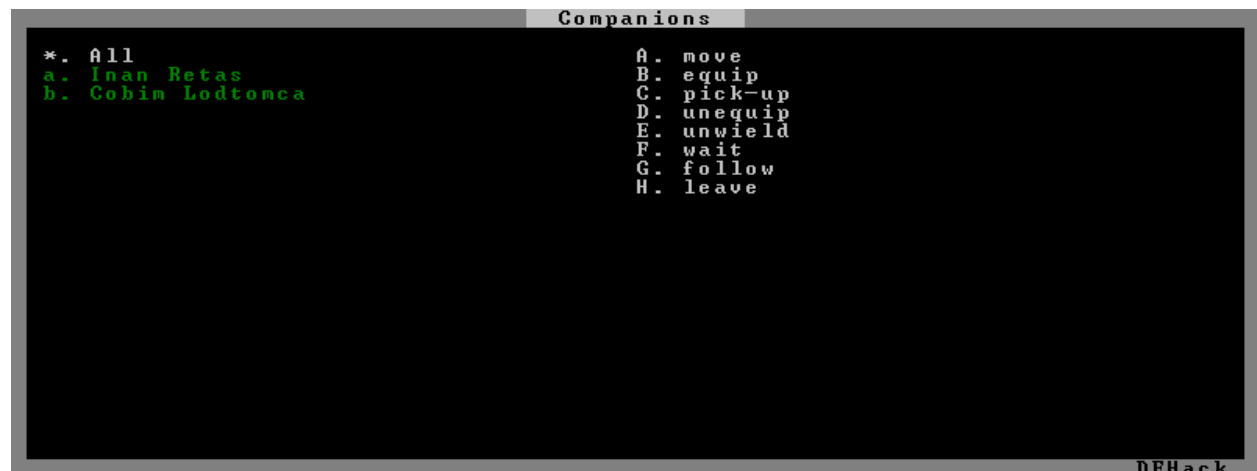 Companions
*. All
a. Inan Retas
b. Cobim Lodtomca
A. move
B. equip
C. pick-up
D. unequip
E. unwield
F. wait
G. follow
H. leave
DFHack